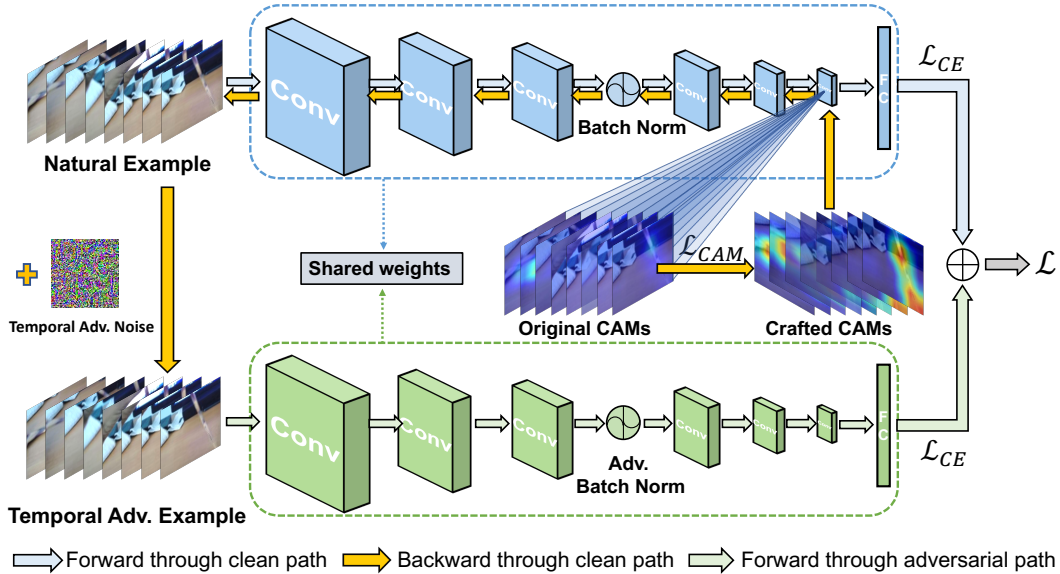 Conv
Conv
Conv
Batch Norm
Conv
Conv
FC
ℒ_CE
Natural Example
Shared weights
ℒ_CAM
ℒ
Temporal Adv. Noise
Original CAMs
Crafted CAMs
Conv
Conv
Conv
Adv.
Batch Norm
Conv
Conv
FC
ℒ_CE
Temporal Adv. Example
Forward through clean path
Backward through clean path
Forward through adversarial path